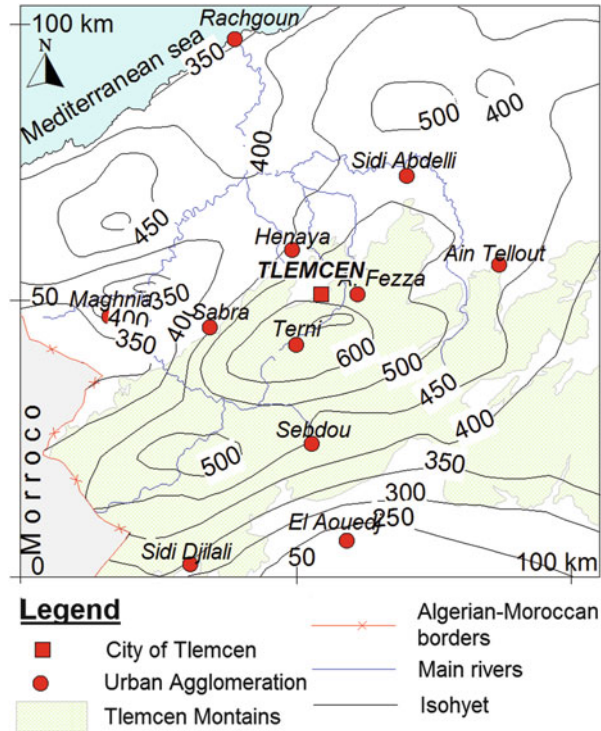 100 km
Rachgoun
N
350
Mediterranean sea
400
500
400
Sidi Abdelli
450
Henaya
TLEMCEN
Ain Tellout
Fezza
50
Maghnia
350
400
400
Sabra
350
Terni
600
500
450
400
Sebdou
500
350
300
250
El Aouedj
Morroco
Sidi Djilali
0
50
100 km
Legend
City of Tlemcen
Urban Agglomeration
Tlemcen Montains
Algerian-Moroccan
borders
Main rivers
Isohyet